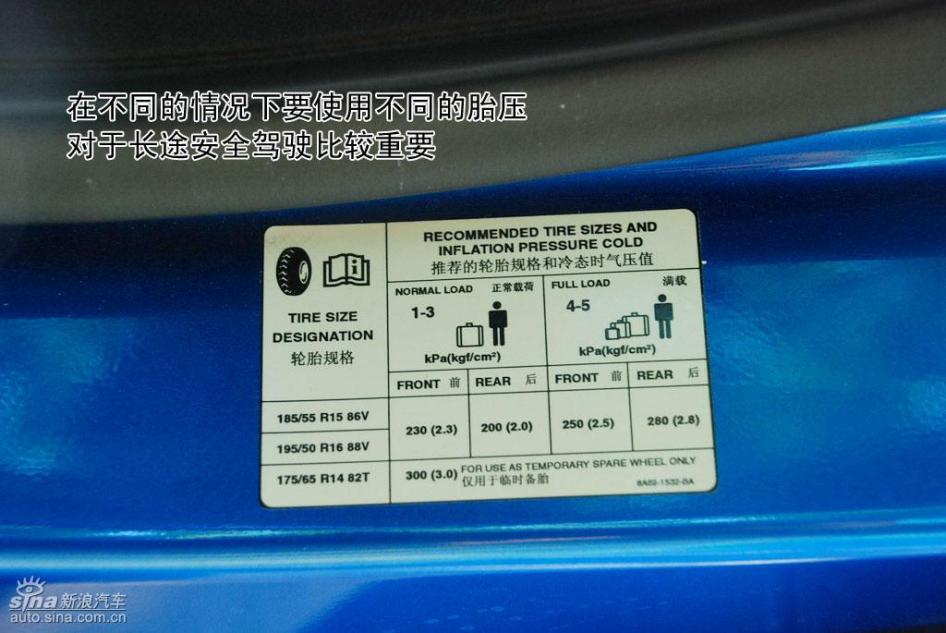 在不同的情况下要使用不同的胎压
对于长途安全驾驶比较重要
RECOMMENDED TIRE SIZES AND
INFLATION PRESSURE COLD
推荐的轮胎规格和冷态时气压值
TIRE SIZE
DESIGNATION
轮胎规格
NORMAL LOAD 正常载荷
1-3
kPa(kgf/cm²)
FULL LOAD 满载
4-5
kPa(kgf/cm²)
FRONT 前 REAR 后 FRONT 前 REAR 后
185/55 R15 86V
195/50 R16 88V
230 (2.3) 200 (2.0) 250 (2.5) 280 (2.8)
175/65 R14 82T
300 (3.0) FOR USE AS TEMPORARY SPARE WHEEL ONLY
仅用于临时备胎
8A69-1532-BA
sina 新浪汽车
auto.sina.com.cn